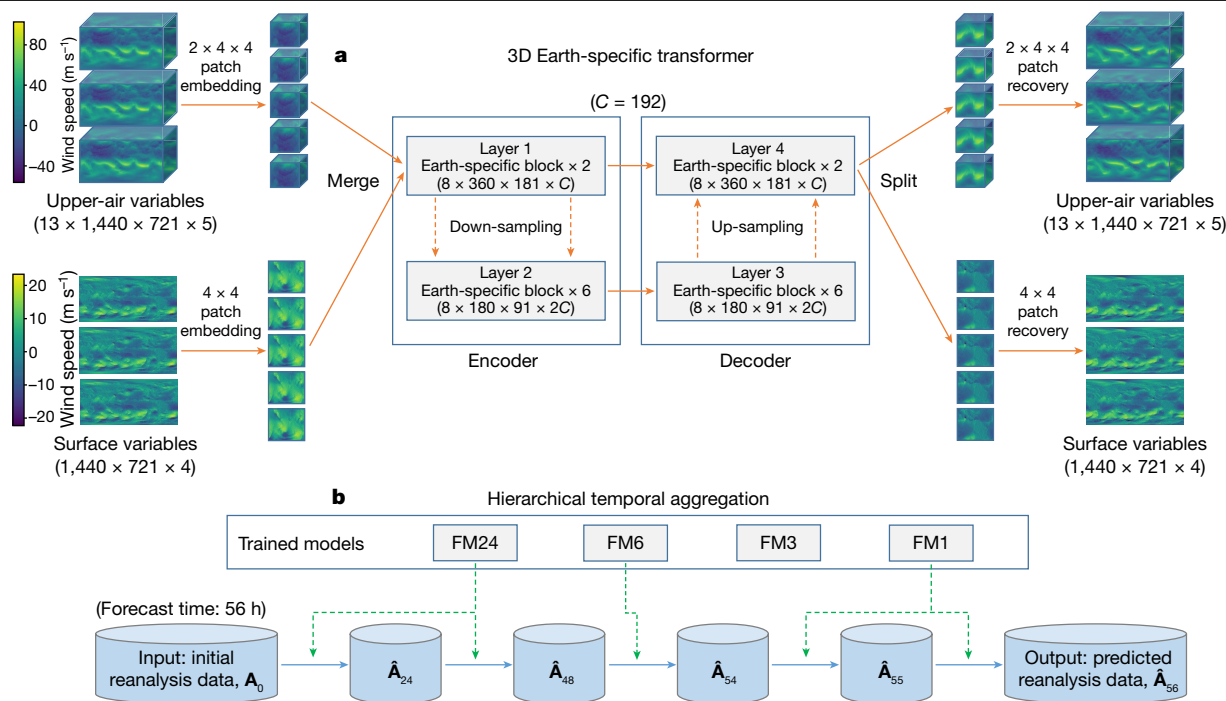 a
3D Earth-specific transformer
(C = 192)
Wind speed (m s⁻¹)
80
40
0
−40
2 × 4 × 4
patch
embedding
Upper-air variables
(13 × 1,440 × 721 × 5)
Wind speed (m s⁻¹)
20
10
0
−10
−20
4 × 4
patch
embedding
Surface variables
(1,440 × 721 × 4)
Merge
Layer 1
Earth-specific block × 2
(8 × 360 × 181 × C)
Down-sampling
Layer 2
Earth-specific block × 6
(8 × 180 × 91 × 2C)
Encoder
Layer 4
Earth-specific block × 2
(8 × 360 × 181 × C)
Up-sampling
Layer 3
Earth-specific block × 6
(8 × 180 × 91 × 2C)
Decoder
Split
2 × 4 × 4
patch
recovery
Upper-air variables
(13 × 1,440 × 721 × 5)
4 × 4
patch
recovery
Surface variables
(1,440 × 721 × 4)
b
Hierarchical temporal aggregation
Trained models
FM24
FM6
FM3
FM1
(Forecast time: 56 h)
Input: initial
reanalysis data, A₀
Â₂₄
Â₄₈
Â₅₄
Â₅₅
Output: predicted
reanalysis data, Â₅₆